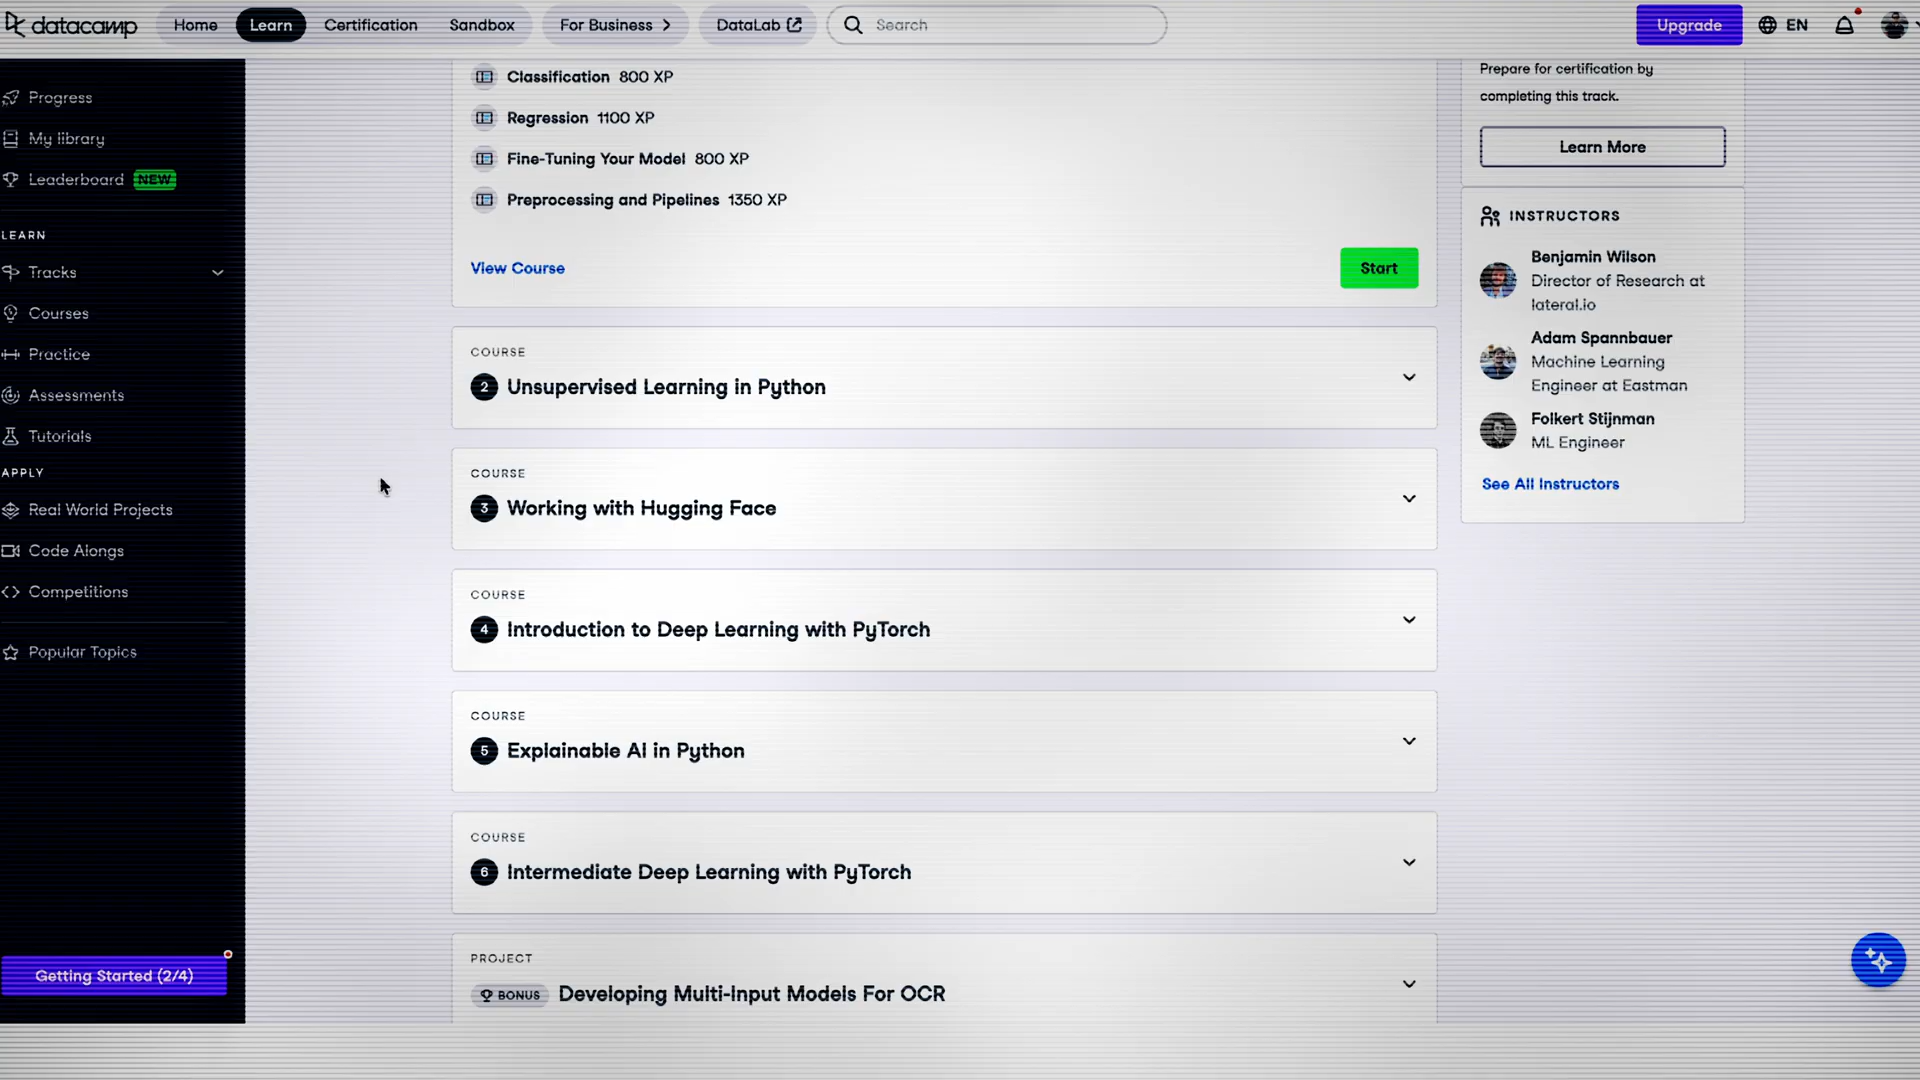 datacamp
Home
Learn
Certification
Sandbox
For Business
DataLab
Search
Upgrade
EN
Progress
My library
Leaderboard NEW
LEARN
Tracks
Courses
Practice
Assessments
Tutorials
APPLY
Real World Projects
Code Alongs
Competitions
Popular Topics
Getting Started (2/4)
Classification 800 XP
Regression 1100 XP
Fine-Tuning Your Model 800 XP
Preprocessing and Pipelines 1350 XP
View Course
Start
COURSE
2 Unsupervised Learning in Python
COURSE
3 Working with Hugging Face
COURSE
4 Introduction to Deep Learning with PyTorch
COURSE
5 Explainable AI in Python
COURSE
6 Intermediate Deep Learning with PyTorch
PROJECT
BONUS Developing Multi-Input Models For OCR
Prepare for certification by
completing this track.
Learn More
INSTRUCTORS
Benjamin Wilson
Director of Research at
lateral.io
Adam Spannbauer
Machine Learning
Engineer at Eastman
Folkert Stijnman
ML Engineer
See All Instructors